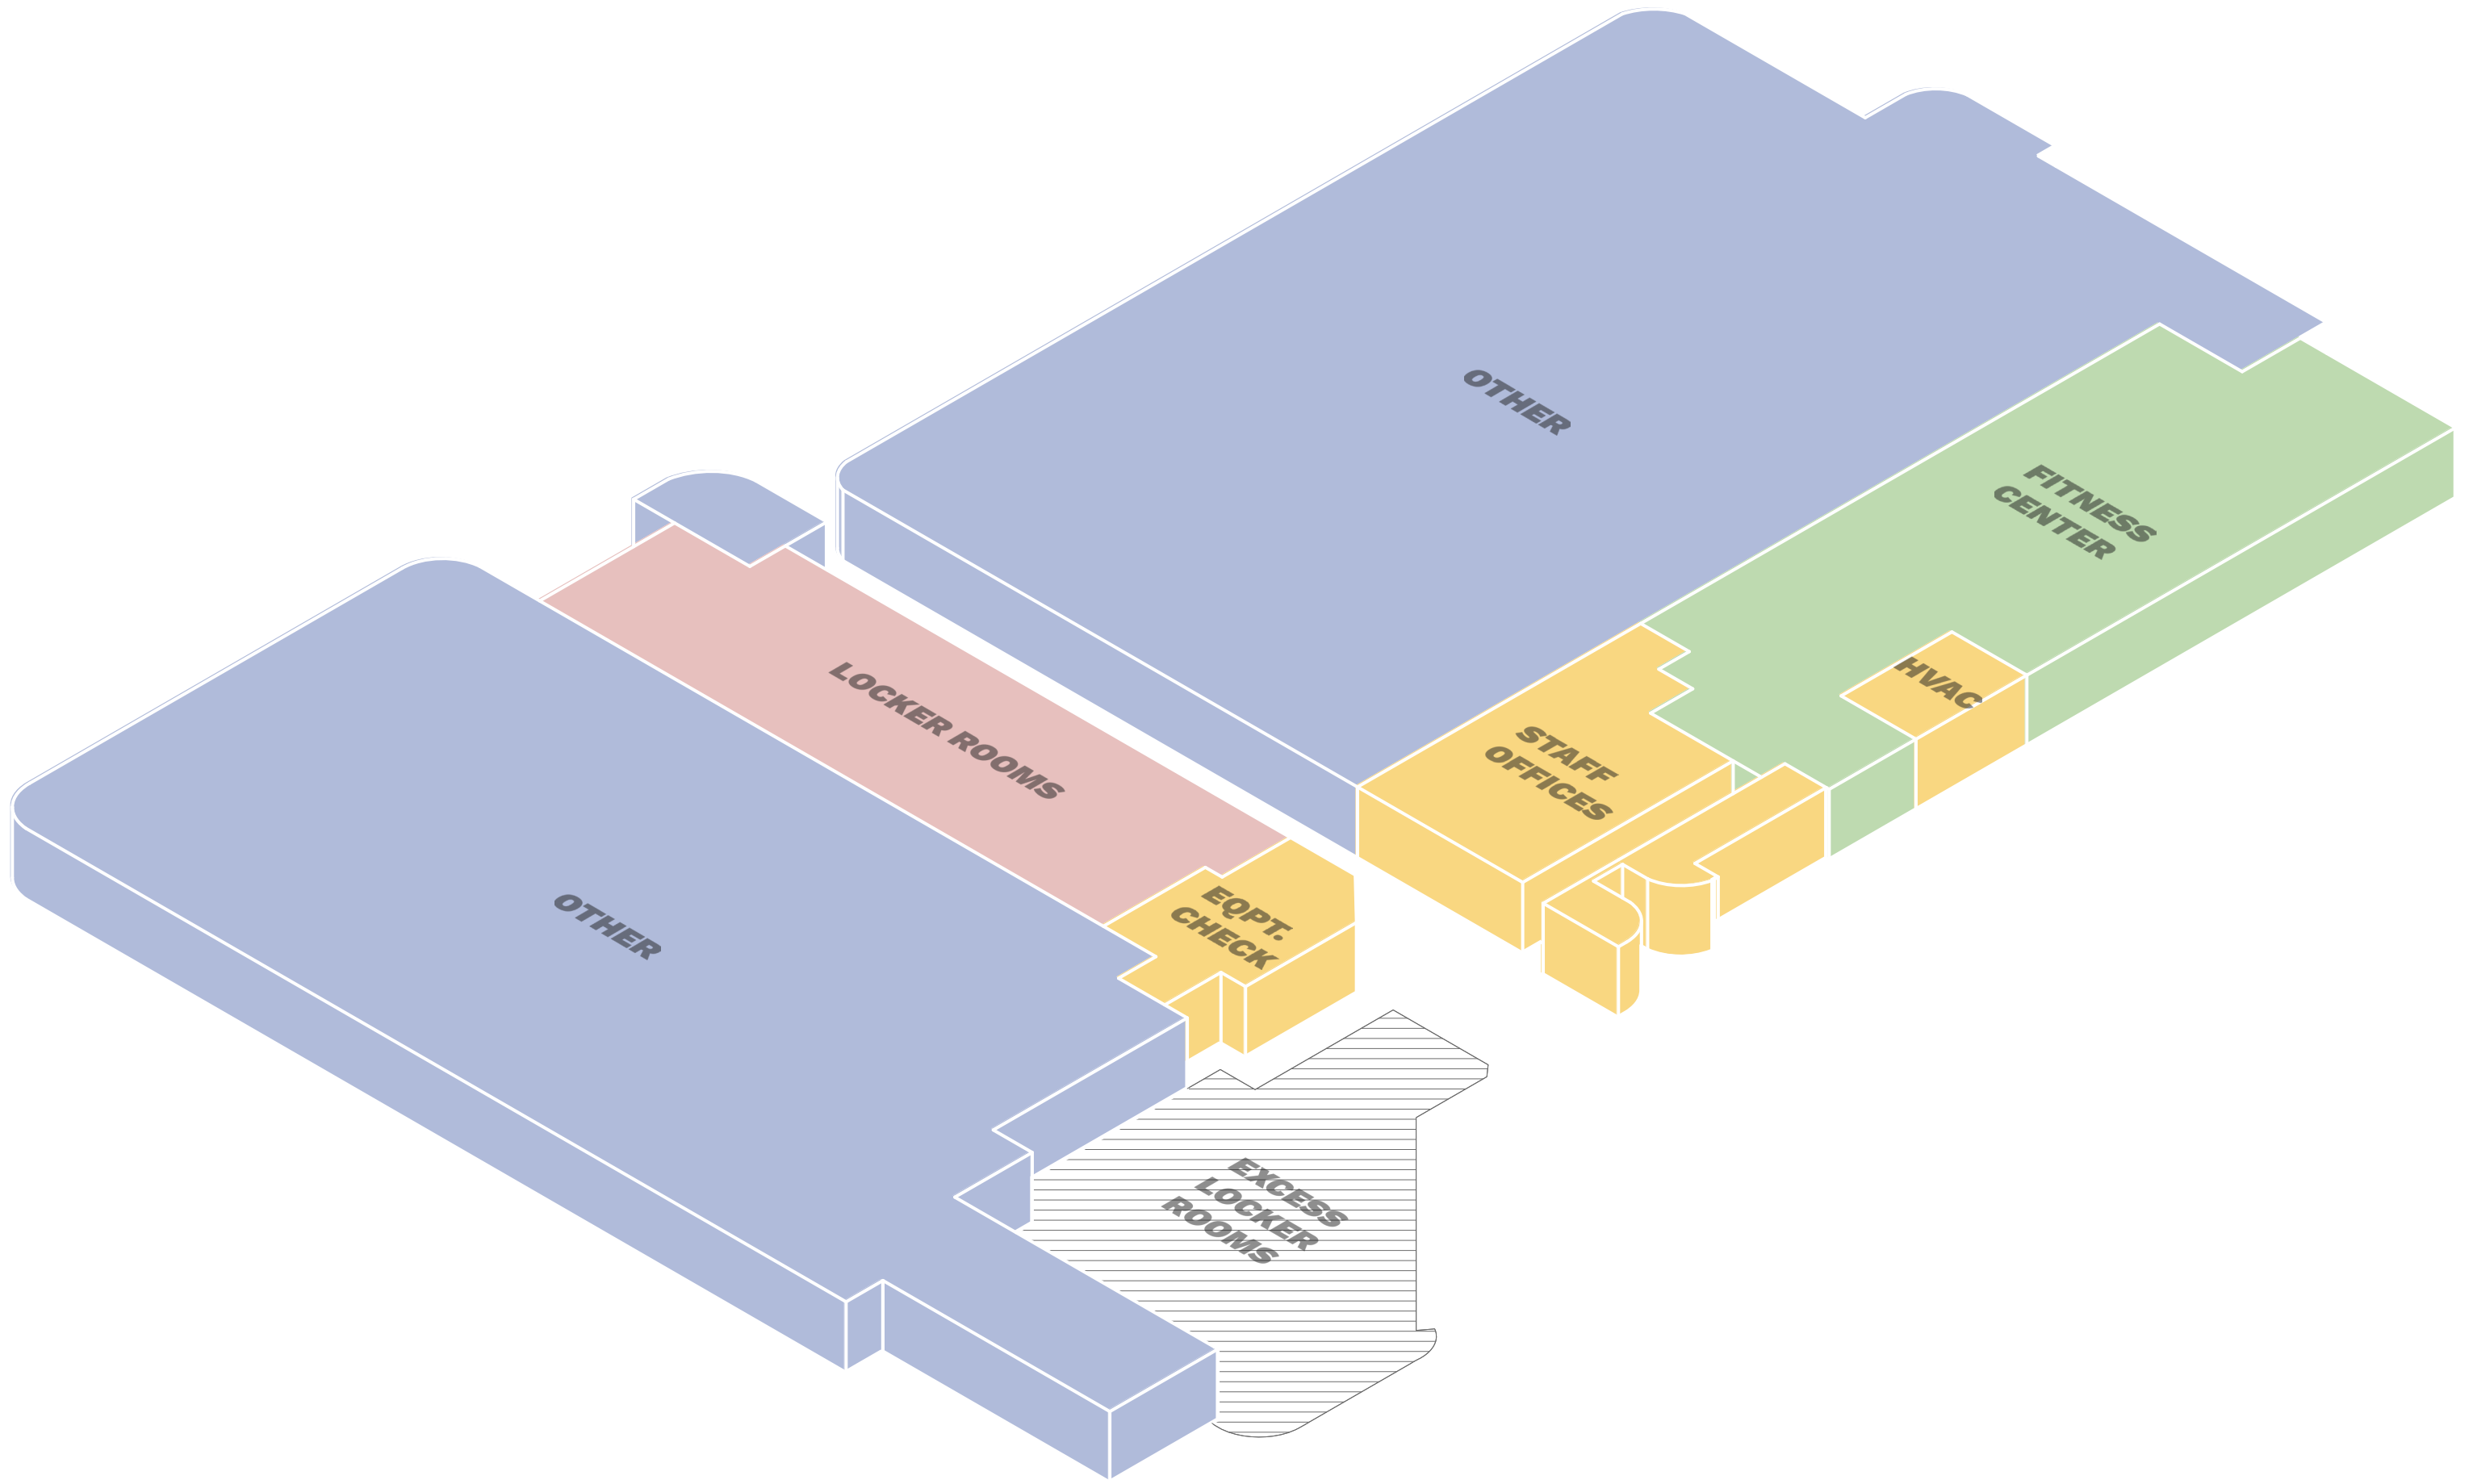 OTHER
FITNESS
CENTER
HVAC
LOCKER ROOMS
STAFF
OFFICES
EQPT.
CHECK
OTHER
EXCESS
LOCKER
ROOMS